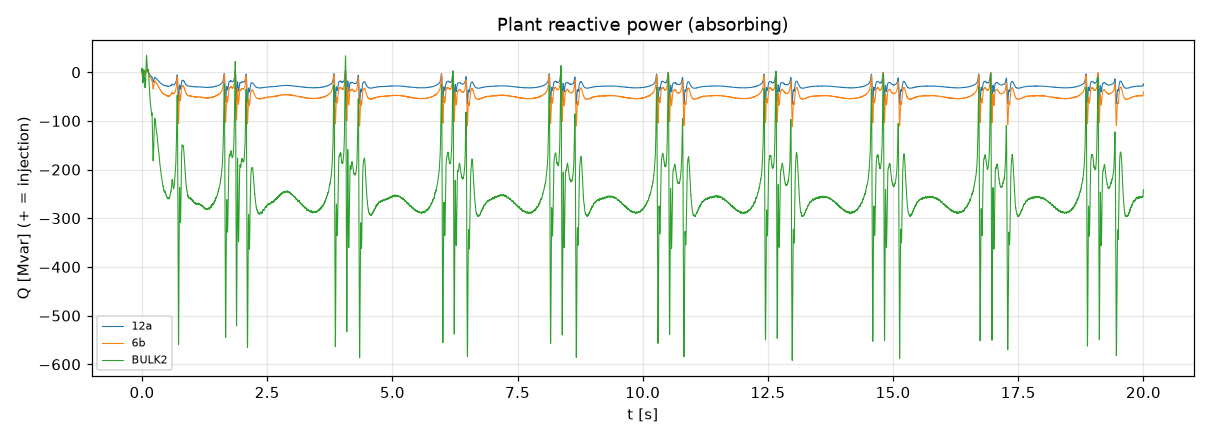 Plant reactive power (absorbing)
Q [Mvar] (+ = injection)
0
−100
−200
−300
−400
−500
−600
12a
6b
BULK2
0.0 2.5 5.0 7.5 10.0 12.5 15.0 17.5 20.0
t [s]